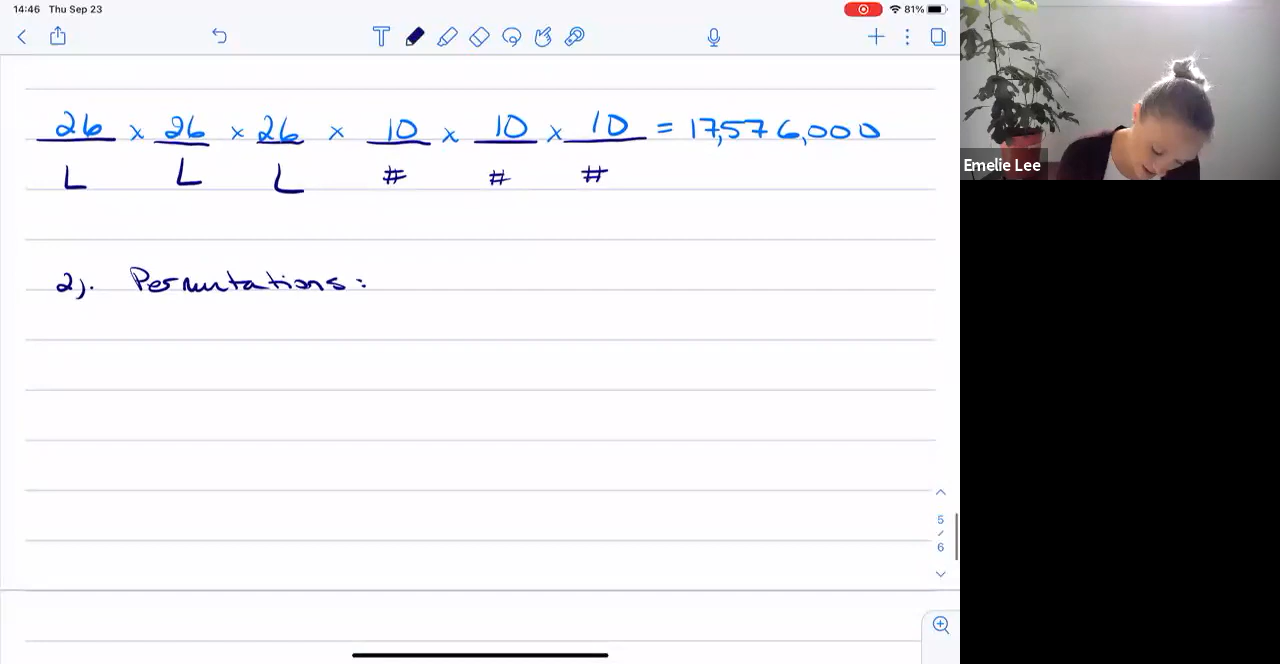 14:46 Thu Sep 23
81%
26 x 26 x 26 x 10 x 10 x 10 = 17,576,000
L L L # # #
Emelie Lee
2). Permutations:
5
6